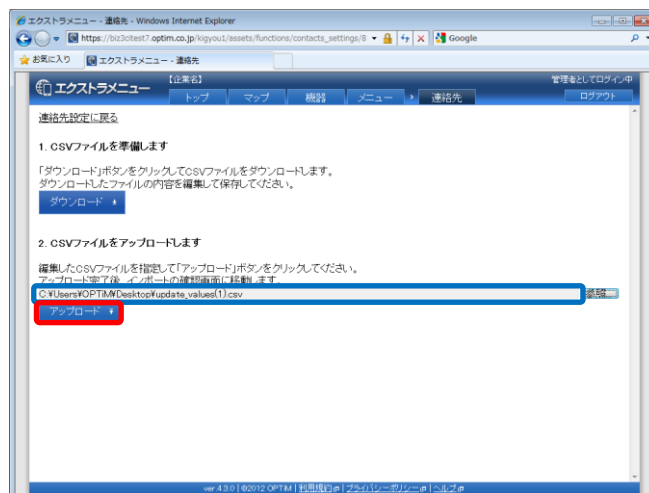 エクストラメニュー - 連絡先 - Windows Internet Explorer
https://biz3citest7.optim.co.jp/kigyou1/assets/functions/contacts_settings/8
Google
お気に入り
エクストラメニュー - 連絡先
エクストラメニュー
【企業名】
管理者としてログイン中
トップ
マップ
機器
メニュー
連絡先
ログアウト
連絡先設定に戻る
1. CSVファイルを準備します
「ダウンロード」ボタンをクリックしてCSVファイルをダウンロードします。
ダウンロードしたファイルの内容を編集して保存してください。
ダウンロード
2. CSVファイルをアップロードします
編集したCSVファイルを指定して「アップロード」ボタンをクリックしてください。
アップロード完了後、インポートの確認画面に移動します。
C:¥Users¥OPTiM¥Desktop¥update_values(1).csv
参照...
アップロード
ver.4.3.0 | ©2012 OPTiM | 利用規約 | プライバシーポリシー | ヘルプ